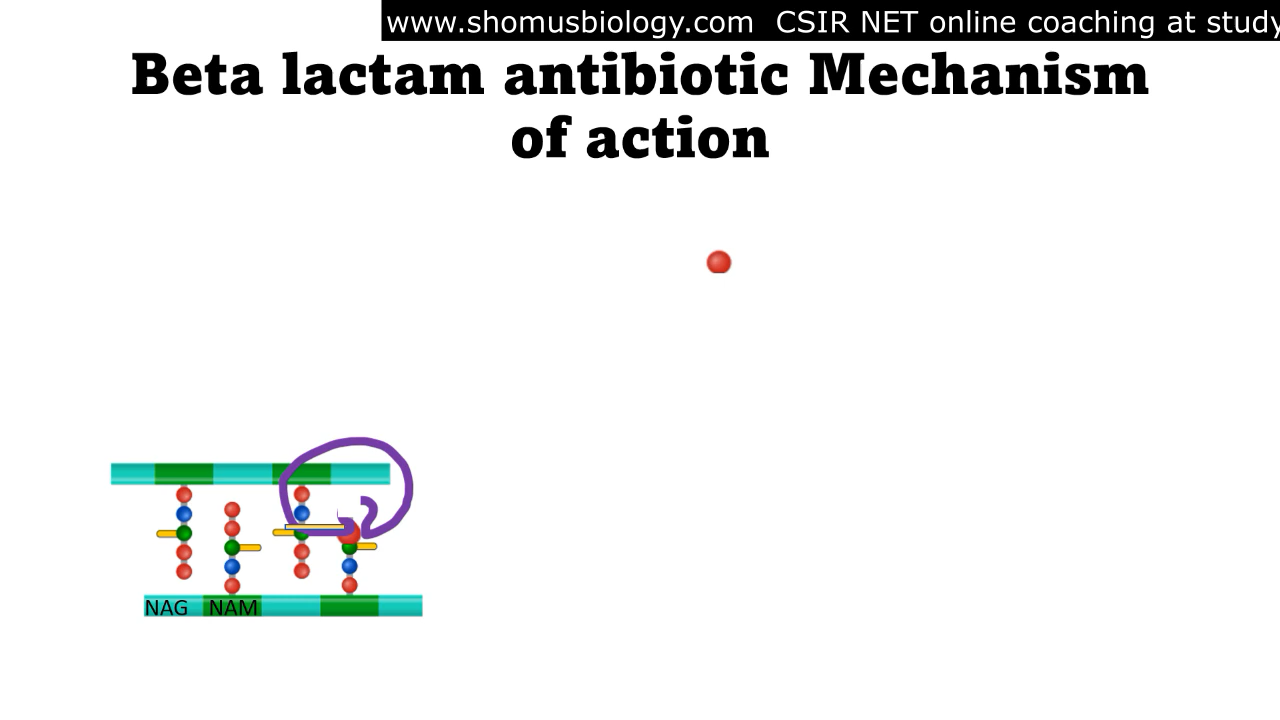 www.shomusbiology.com  CSIR NET online coaching at study
Beta lactam antibiotic Mechanism
of action
NAG NAM